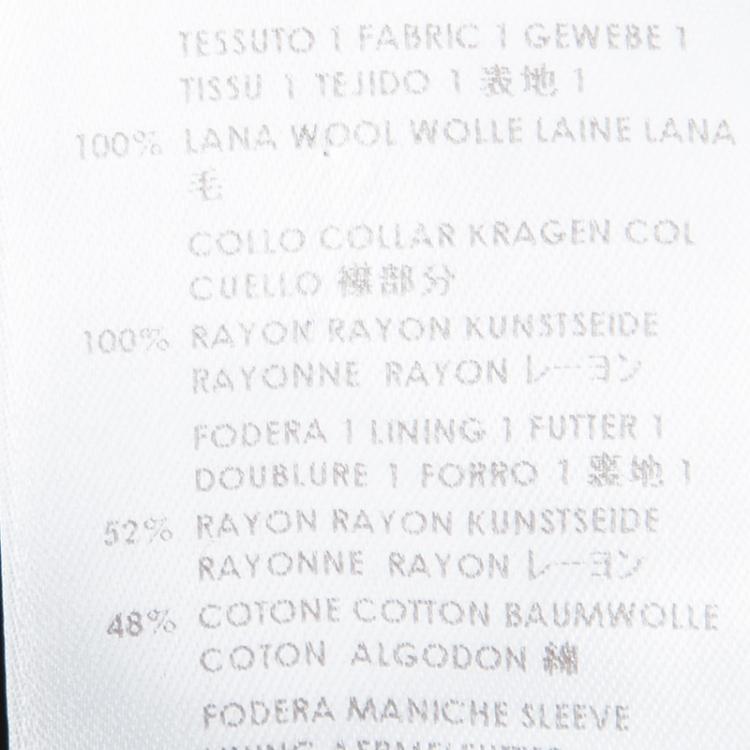 TESSUTO 1 FABRIC 1 GEWEBE 1
TISSU 1 TEJIDO 1 表地 1
100% LANA WOOL WOLLE LAINE LANA
毛
COLLO COLLAR KRAGEN COL
CUELLO 襟部分
100% RAYON RAYON KUNSTSEIDE
RAYONNE RAYON レーヨン
FODERA 1 LINING 1 FUTTER 1
DOUBLURE 1 FORRO 1 裏地 1
52% RAYON RAYON KUNSTSEIDE
RAYONNE RAYON レーヨン
48% COTONE COTTON BAUMWOLLE
COTON ALGODON 綿
FODERA MANICHE SLEEVE